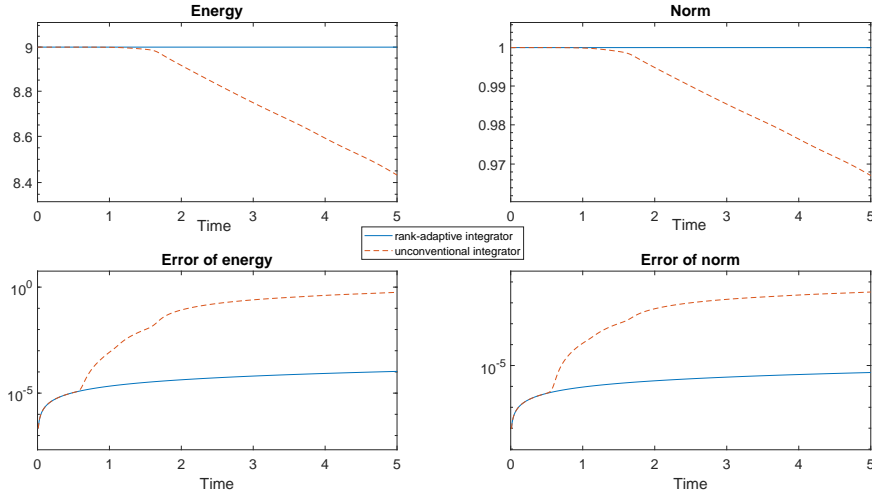 Energy
9
8.8
8.6
8.4
0 1 2 3 4 5
Time
Norm
1
0.99
0.98
0.97
0 1 2 3 4 5
Time
rank-adaptive integrator
unconventional integrator
Error of energy
10^0
10^-5
0 1 2 3 4 5
Time
Error of norm
10^-5
0 1 2 3 4 5
Time